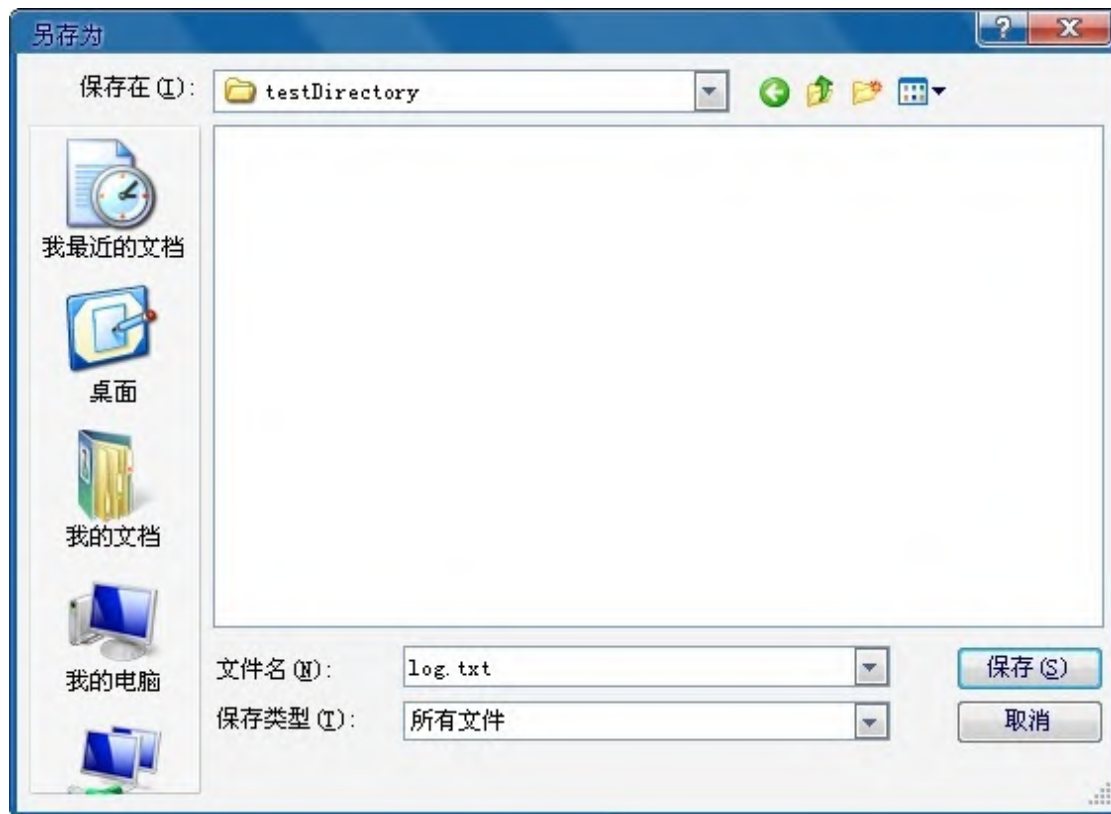 另存为
保存在(I):
testDirectory
我最近的文档
桌面
我的文档
我的电脑
文件名(N):
log.txt
保存(S)
保存类型(T):
所有文件
取消